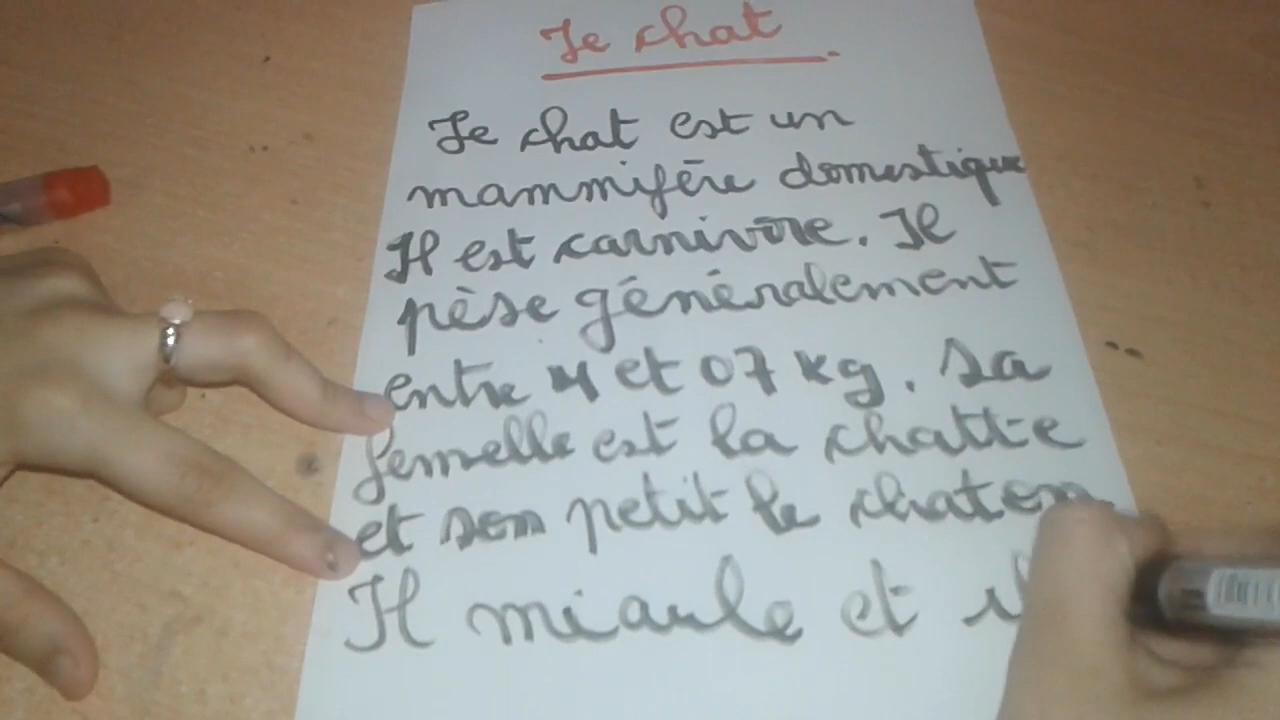 Le chat
Le chat est un
mammifère domestique
Il est carnivore. Il
pèse généralement
entre 4 et 07 kg. Sa
femelle est la chatte
et son petit le chaton
Il miaule et